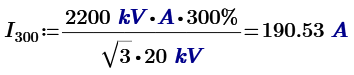 I₃₀₀ := (2200 kV·A·300%) / (√3·20 kV) = 190.53 A